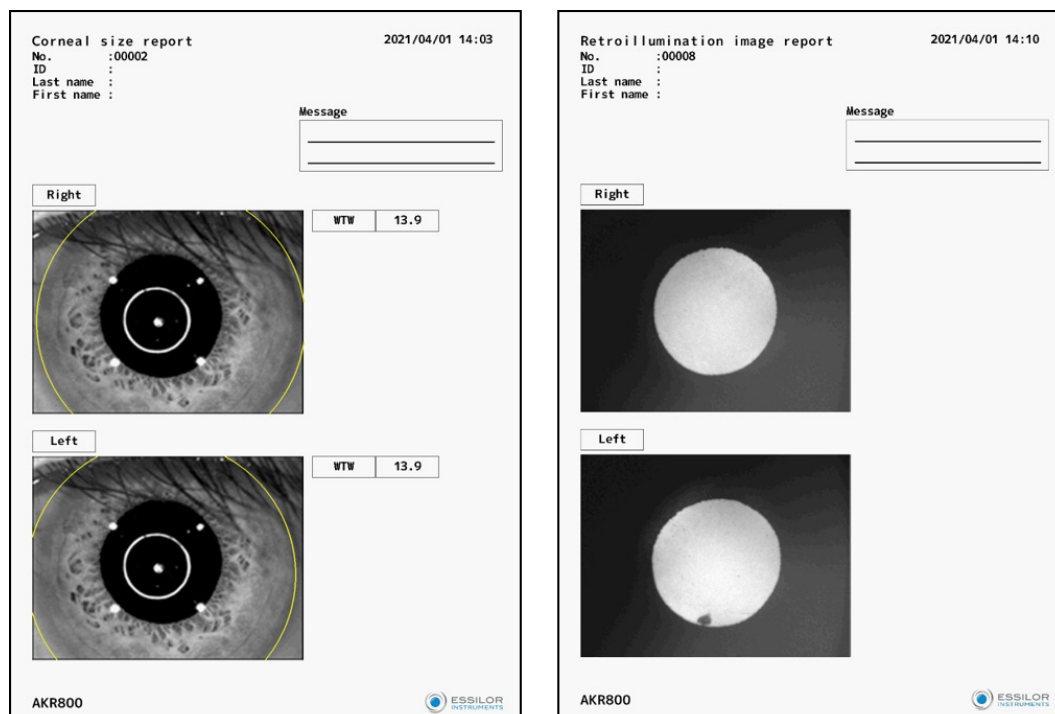 Corneal size report 2021/04/01 14:03
No. :00002
ID :
Last name :
First name :
Message
Right
WTW 13.9
Left
WTW 13.9
AKR800 ESSILOR
INSTRUMENTS
Retroillumination image report 2021/04/01 14:10
No. :00008
ID :
Last name :
First name :
Message
Right
Left
AKR800 ESSILOR
INSTRUMENTS